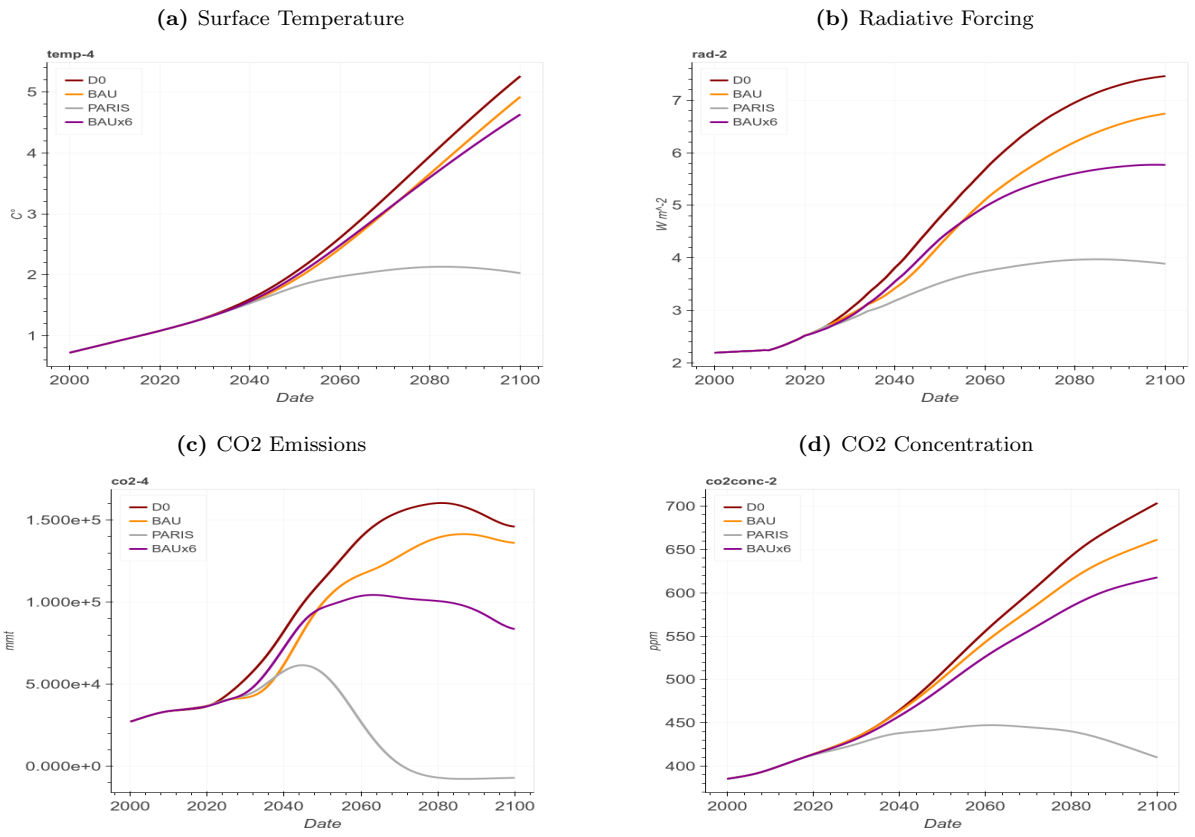 (a) Surface Temperature
temp-4
D0
BAU
PARIS
BAUx6
5
4
3
2
1
C°
2000 2020 2040 2060 2080 2100
Date
(b) Radiative Forcing
rad-2
D0
BAU
PARIS
BAUx6
7
6
5
4
3
2
W m^-2
2000 2020 2040 2060 2080 2100
Date
(c) CO2 Emissions
co2-4
D0
BAU
PARIS
BAUx6
1.500e+5
1.000e+5
5.000e+4
0.000e+0
mmt
2000 2020 2040 2060 2080 2100
Date
(d) CO2 Concentration
co2conc-2
D0
BAU
PARIS
BAUx6
700
650
600
550
500
450
400
ppm
2000 2020 2040 2060 2080 2100
Date